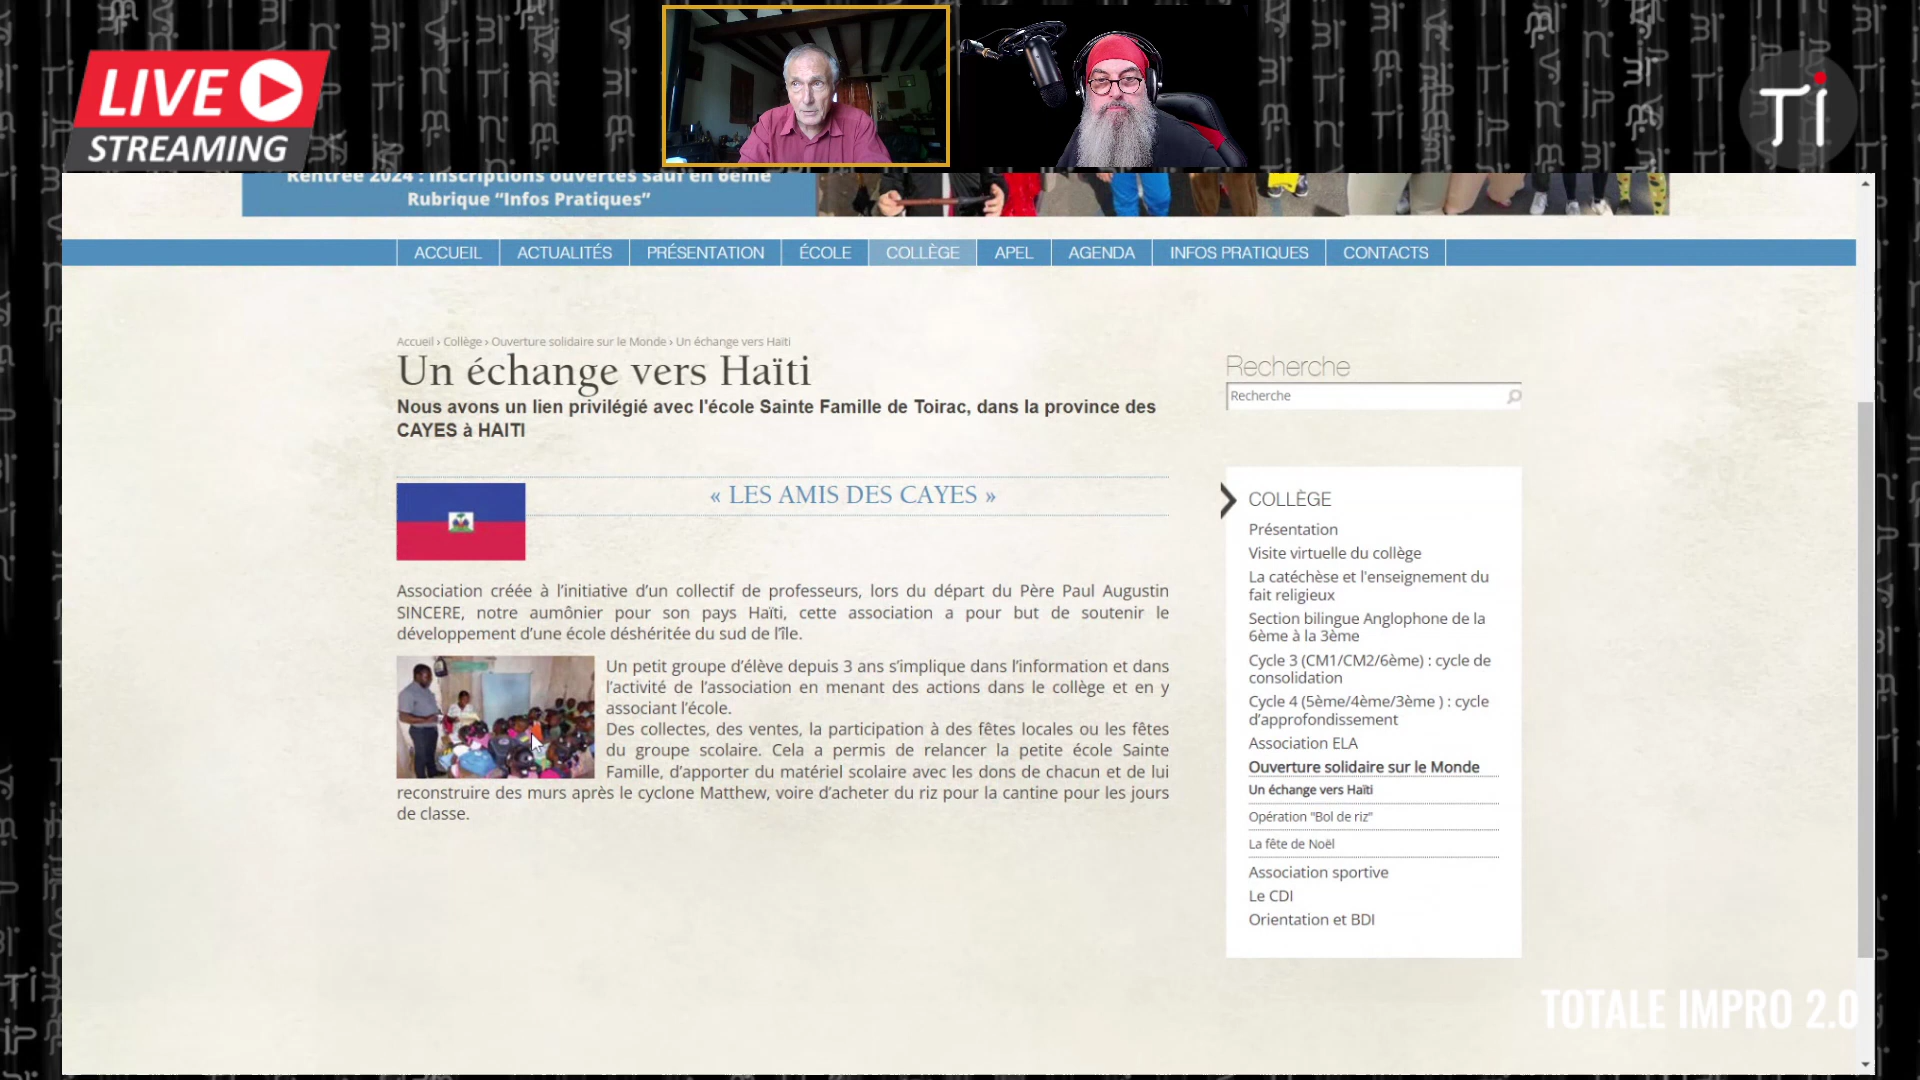 LIVE
STREAMING
Ti
Rentrée 2024 : Inscriptions ouvertes sauf en 6ème
Rubrique “Infos Pratiques”
ACCUEIL
ACTUALITÉS
PRÉSENTATION
ÉCOLE
COLLÈGE
APEL
AGENDA
INFOS PRATIQUES
CONTACTS
Accueil › Collège › Ouverture solidaire sur le Monde › Un échange vers Haïti
Un échange vers Haïti
Nous avons un lien privilégié avec l'école Sainte Famille de Toirac, dans la province des
CAYES à HAITI
« LES AMIS DES CAYES »
Association créée à l’initiative d’un collectif de professeurs, lors du départ du Père Paul Augustin
SINCERE, notre aumônier pour son pays Haïti, cette association a pour but de soutenir le
développement d’une école déshéritée du sud de l’île.
Un petit groupe d’élève depuis 3 ans s’implique dans l’information et dans
l’activité de l’association en menant des actions dans le collège et en y
associant l’école.
Des collectes, des ventes, la participation à des fêtes locales ou les fêtes
du groupe scolaire. Cela a permis de relancer la petite école Sainte
Famille, d’apporter du matériel scolaire avec les dons de chacun et de lui
reconstruire des murs après le cyclone Matthew, voire d’acheter du riz pour la cantine pour les jours
de classe.
Recherche
Recherche
COLLÈGE
Présentation
Visite virtuelle du collège
La catéchèse et l'enseignement du
fait religieux
Section bilingue Anglophone de la
6ème à la 3ème
Cycle 3 (CM1/CM2/6ème) : cycle de
consolidation
Cycle 4 (5ème/4ème/3ème ) : cycle
d’approfondissement
Association ELA
Ouverture solidaire sur le Monde
Un échange vers Haïti
Opération "Bol de riz"
La fête de Noël
Association sportive
Le CDI
Orientation et BDI
TOTALE IMPRO 2.0